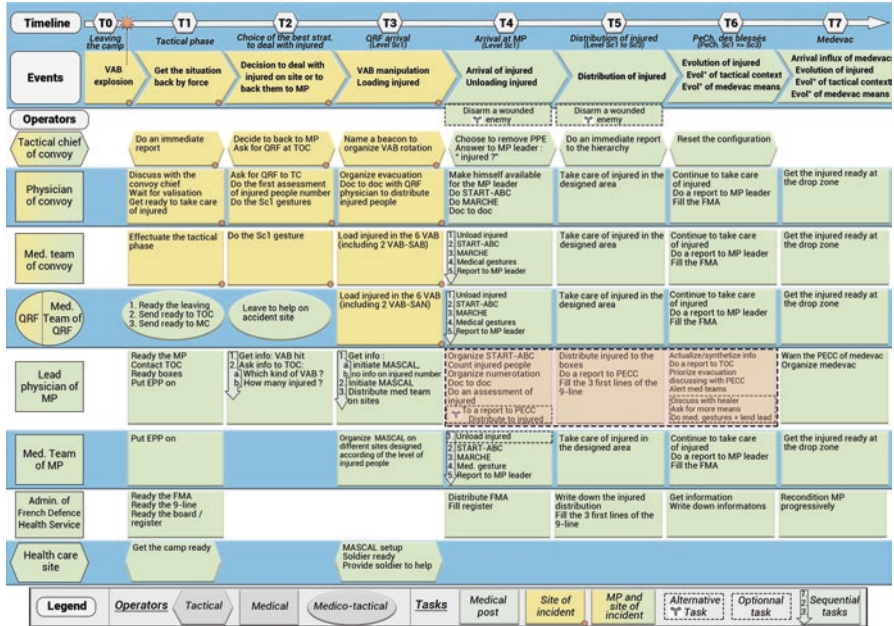 Timeline
T0
T1
T2
T3
T4
T5
T6
T7
Leaving
the camp
Tactical phase
Choice of the best strat.
to deal with injured
QRF arrival
(Level Sc1)
Arrival at MP
(Level Sc1)
Distribution of injured
(Level Sc1 to Sc3)
PeCh. des blessés
(PeCh, Sc1 => Sc3)
Medevac
Events
VAB
explosion
Get the situation
back by force
Decision to deal with
injured on site or to
back them to MP
VAB manipulation
Loading injured
Arrival of injured
Unloading injured
Distribution of injured
Evolution of injured
Evol° of tactical context
Evol° of medevac means
Arrival influx of medevacs
Evolution of injured
Evol° of tactical context
Evol° of medevac means
Disarm a wounded
enemy
Disarm a wounded
enemy
Operators
Tactical chief
of convoy
Do an immediate
report
Decide to back to MP
Ask for QRF at TOC
Name a beacon to
organize VAB rotation
Choose to remove PPE
Answer to MP leader :
" injured ?"
Do an immediate report
to the hierarchy
Reset the configuration
Physician
of convoy
Discuss with the
convoy chief
Wait for valisation
Get ready to take care
of injured
Ask for QRF to TC
Do the first assessment
of injured people number
Do the Sc1 gestures
Organize evacuation
Doc to doc with QRF
physician to distribute
injured people
Make himself available
for the MP leader
Do START-ABC
Do MARCHE
Doc to doc
Take care of injured in the
designed area
Continue to take care
of injured
Do a report to MP leader
Fill the FMA
Get the injured ready at
the drop zone
Med. team
of convoy
Effectuate the tactical
phase
Do the Sc1 gesture
Load injured in the 6 VAB
(including 2 VAB-SAB)
1. Unload injured
2. START-ABC
3. MARCHE
4. Medical gestures
5. Report to MP leader
Take care of injured in the
designed area
Continue to take care
of injured
Do a report to MP leader
Fill the FMA
Get the injured ready at
the drop zone
QRF
Med.
Team of
QRF
1. Ready the leaving
2. Send ready to TOC
3. Send ready to MC
Leave to help on
accident site
Load injured in the 6 VAB
(including 2 VAB-SAN)
1. Unload injured
2. START-ABC
3. MARCHE
4. Medical gestures
5. Report to MP leader
Take care of injured in the
designed area
Continue to take care
of injured
Do a report to MP leader
Fill the FMA
Get the injured ready at
the drop zone
Lead
physician of
MP
Ready the MP
Contact TOC
Ready boxes
Put EPP on
1. Get info: VAB hit
2. Ask info to TOC:
a. Which kind of VAB ?
b. How many injured ?
1. Get info :
a. initiate MASCAL,
b. no info on injured number
2. Initiate MASCAL
3. Distribute med team
on sites
Organize START-ABC
Count injured people
Organize numerotation
Doc to doc
Do an assessment of
injured
To a report to PECC
Distribute to injured
Distribute injured to the
boxes
Do a report to PECC
Fill the 3 first lines of the
9-line
Actualize/synthetize info
Do a report to TOC
Priorize evacuation
discussing with PECC
Alert med teams
Discuss with healer
Ask for more means
Do med. gestures + lend lead
Warn the PECC of medevac
Organize medevac
Med. Team
of MP
Put EPP on
Organize MASCAL on
different sites designed
according of the level of
injured people
1. Unload injured
2. START-ABC
3. MARCHE
4. Med. gesture
5. Report to MP leader
Take care of injured in
the designed area
Continue to take care
of injured
Do a report to MP leader
Fill the FMA
Get the injured ready at
the drop zone
Admin. of
French Defence
Health Service
Ready the FMA
Ready the 9-line
Ready the board /
register
Distribute FMA
Fill register
Write down the injured
distribution
Fill the 3 first lines of the
9-line
Get information
Write down informatons
Recondition MP
progressively
Health care
site
Get the camp ready
MASCAL setup
Soldier ready
Provide soldier to help
Legend
Operators
Tactical
Medical
Medico-tactical
Tasks
Medical
post
Site of
incident
MP and
site of
incident
Alternative
Task
Optionnal
task
1.
2.
3.
Sequential
tasks